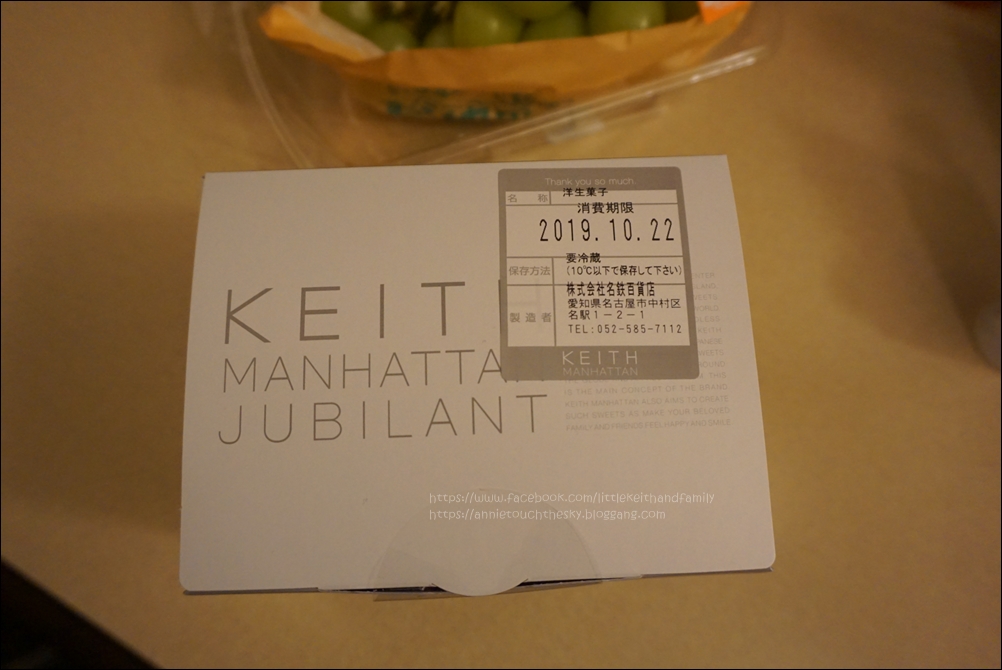 Thank you so much.
名 称 洋生菓子
消費期限
2019.10.22
保存方法 要冷蔵
(10℃以下で保存して下さい)
製造者 株式会社名鉄百貨店
愛知県名古屋市中村区
名駅1-2-1
TEL:052-585-7112
KEITH
MANHATTAN
KEIT
MANHATTAN
JUBILANT
IS THE MAIN CONCEPT OF THE BRAND
KEITH MANHATTAN ALSO AIMS TO CREATE
SUCH SWEETS AS MAKE YOUR BELOVED
FAMILY AND FRIENDS FEEL HAPPY AND SMILE
https://www.facebook.com/littlekeithandfamily
https://annietouchthesky.bloggang.com